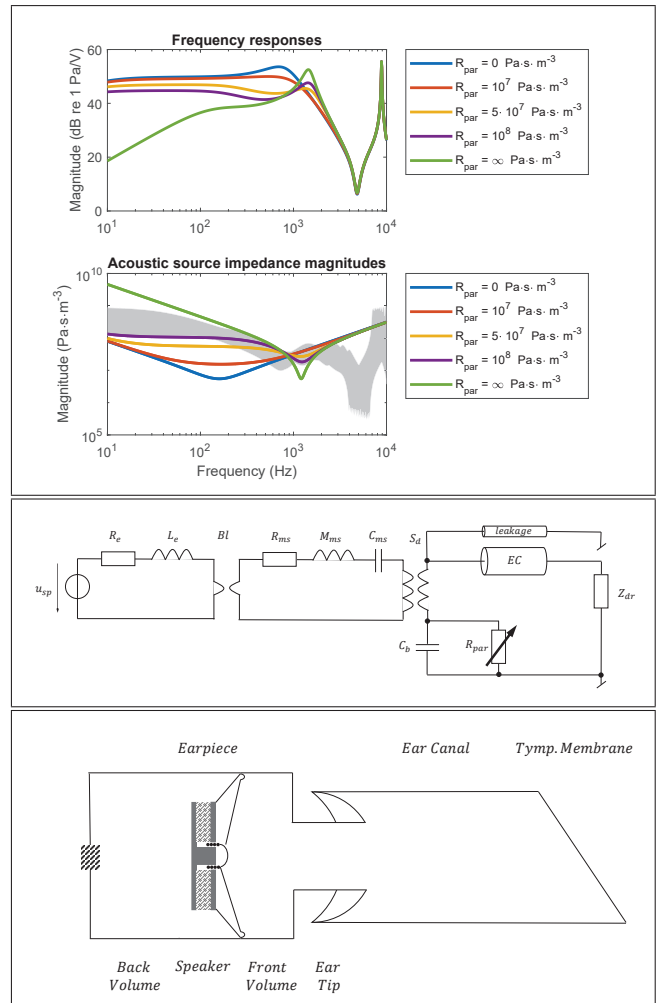 Frequency responses
Magnitude (dB re 1 Pa/V)
60
40
20
0
10^1
10^2
10^3
10^4
R_par = 0 Pa·s· m^-3
R_par = 10^7 Pa·s· m^-3
R_par = 5· 10^7 Pa·s· m^-3
R_par = 10^8 Pa·s· m^-3
R_par = ∞ Pa·s· m^-3
Acoustic source impedance magnitudes
Magnitude (Pa·s·m^-3)
10^10
10^5
10^1
10^2
10^3
10^4
Frequency (Hz)
R_par = 0 Pa·s· m^-3
R_par = 10^7 Pa·s· m^-3
R_par = 5· 10^7 Pa·s· m^-3
R_par = 10^8 Pa·s· m^-3
R_par = ∞ Pa·s· m^-3
R_e
L_e
Bl
R_ms
M_ms
C_ms
S_d
leakage
EC
u_sp
Z_dr
C_b
R_par
Earpiece
Ear Canal
Tymp. Membrane
Back Volume
Speaker
Front Volume
Ear Tip